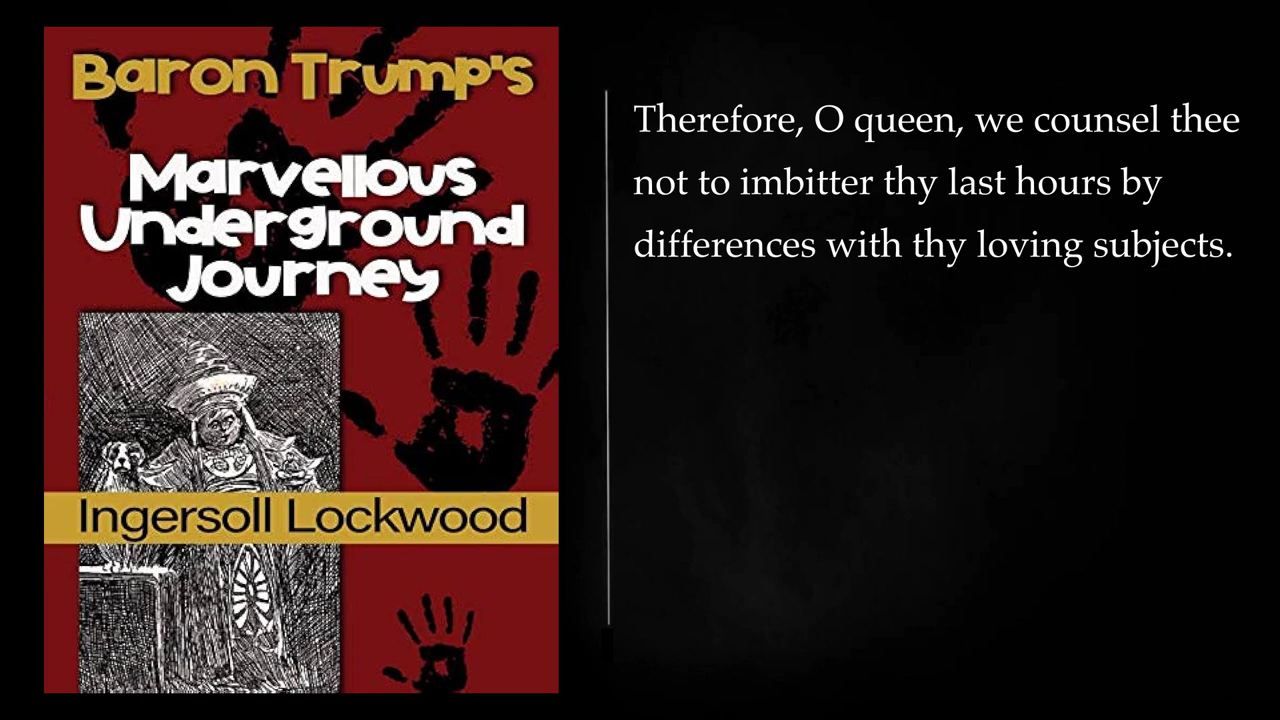 Baron Trump's
Marvellous
Underground
Journey
Ingersoll Lockwood
Therefore, O queen, we counsel thee
not to imbitter thy last hours by
differences with thy loving subjects.